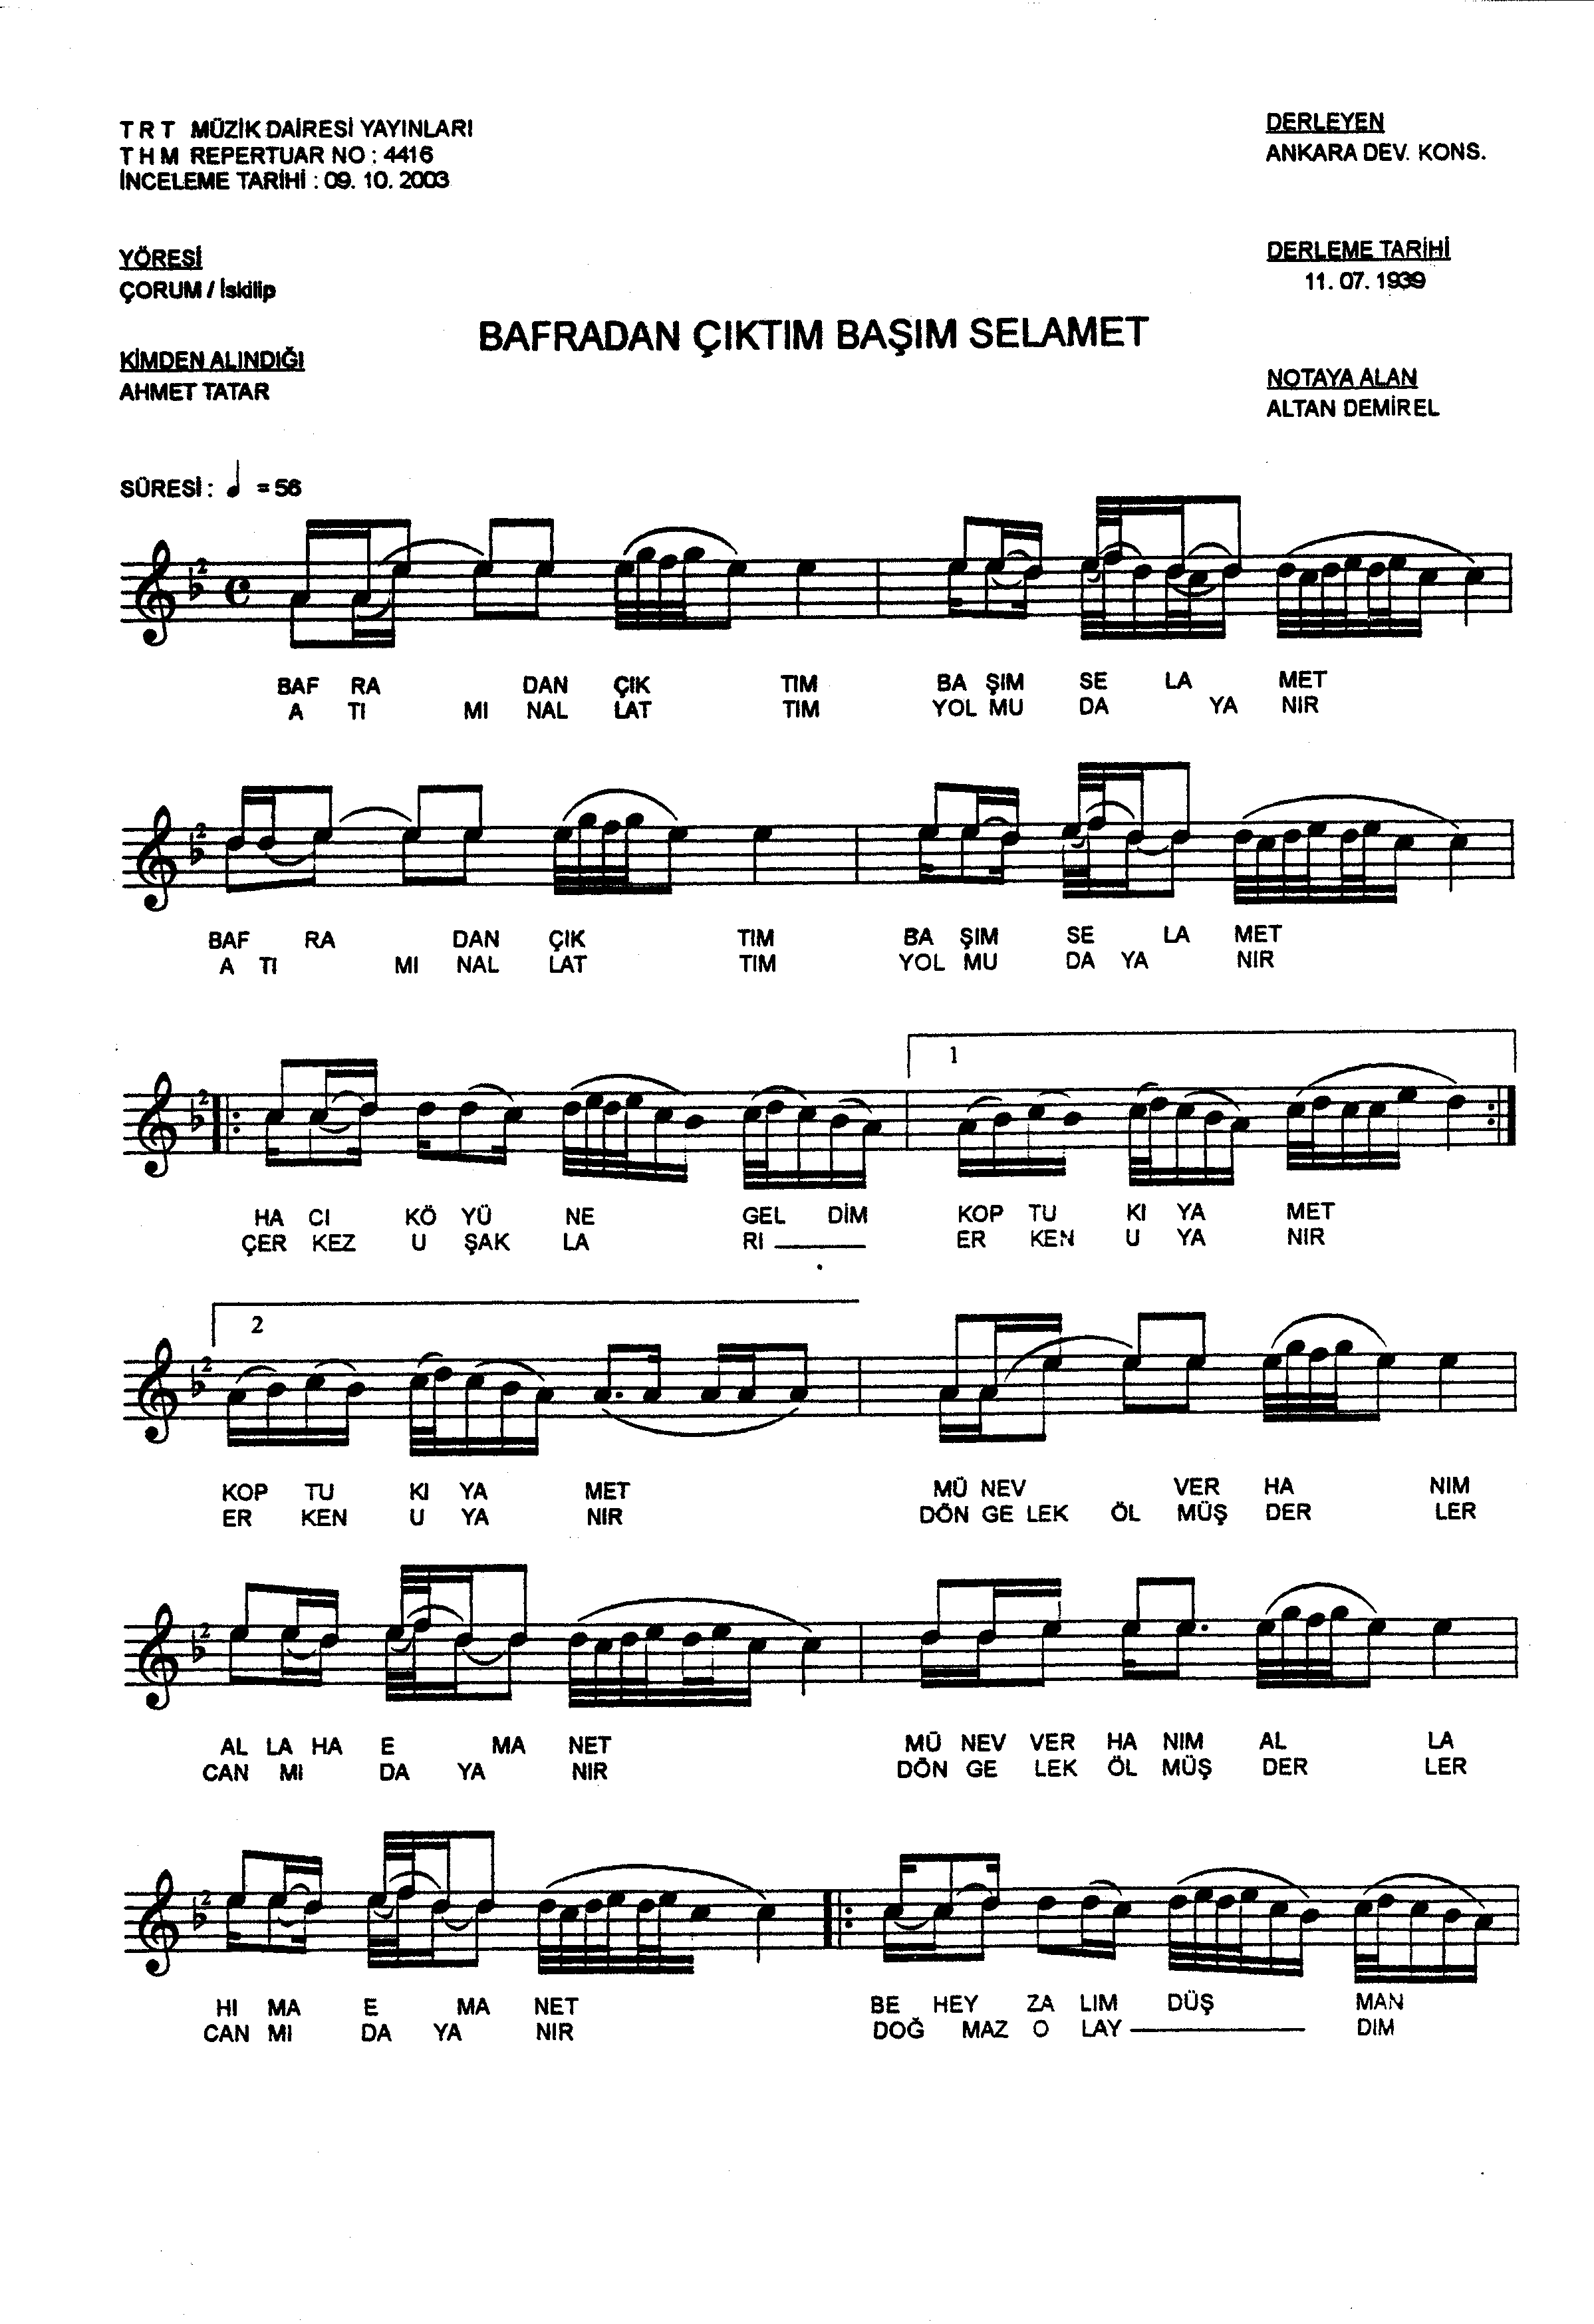 T R T MÜZİK DAİRESİ YAYINLARI
T H M REPERTUAR NO : 4416
İNCELEME TARİHİ : 09. 10. 2003
DERLEYEN
ANKARA DEV. KONS.
YÖRESİ
ÇORUM / İskilip
DERLEME TARİHİ
11. 07. 1939
BAFRADAN ÇIKTIM BAŞIM SELAMET
KİMDEN ALINDIĞI
AHMET TATAR
NOTAYA ALAN
ALTAN DEMİREL
SÜRESİ : ♩ = 56
BAF RA DAN ÇIK TIM BA ŞIM SE LA MET
A TI MI NAL LAT TIM YOL MU DA YA NIR
BAF RA DAN ÇIK TIM BA ŞIM SE LA MET
A TI MI NAL LAT TIM YOL MU DA YA NIR
1
HA CI KÖ YÜ NE GEL DİM KOP TU KI YA MET
ÇER KEZ U ŞAK LA RI ——— ER KEN U YA NIR
2
KOP TU KI YA MET MÜ NEV VER HA NIM
ER KEN U YA NIR DÖN GE LEK ÖL MÜŞ DER LER
AL LA HA E MA NET MÜ NEV VER HA NIM AL LA
CAN MI DA YA NIR DÖN GE LEK ÖL MÜŞ DER LER
HI MA E MA NET BE HEY ZA LIM DÜŞ MAN
CAN MI DA YA NIR DOĞ MAZ O LAY ——— DIM